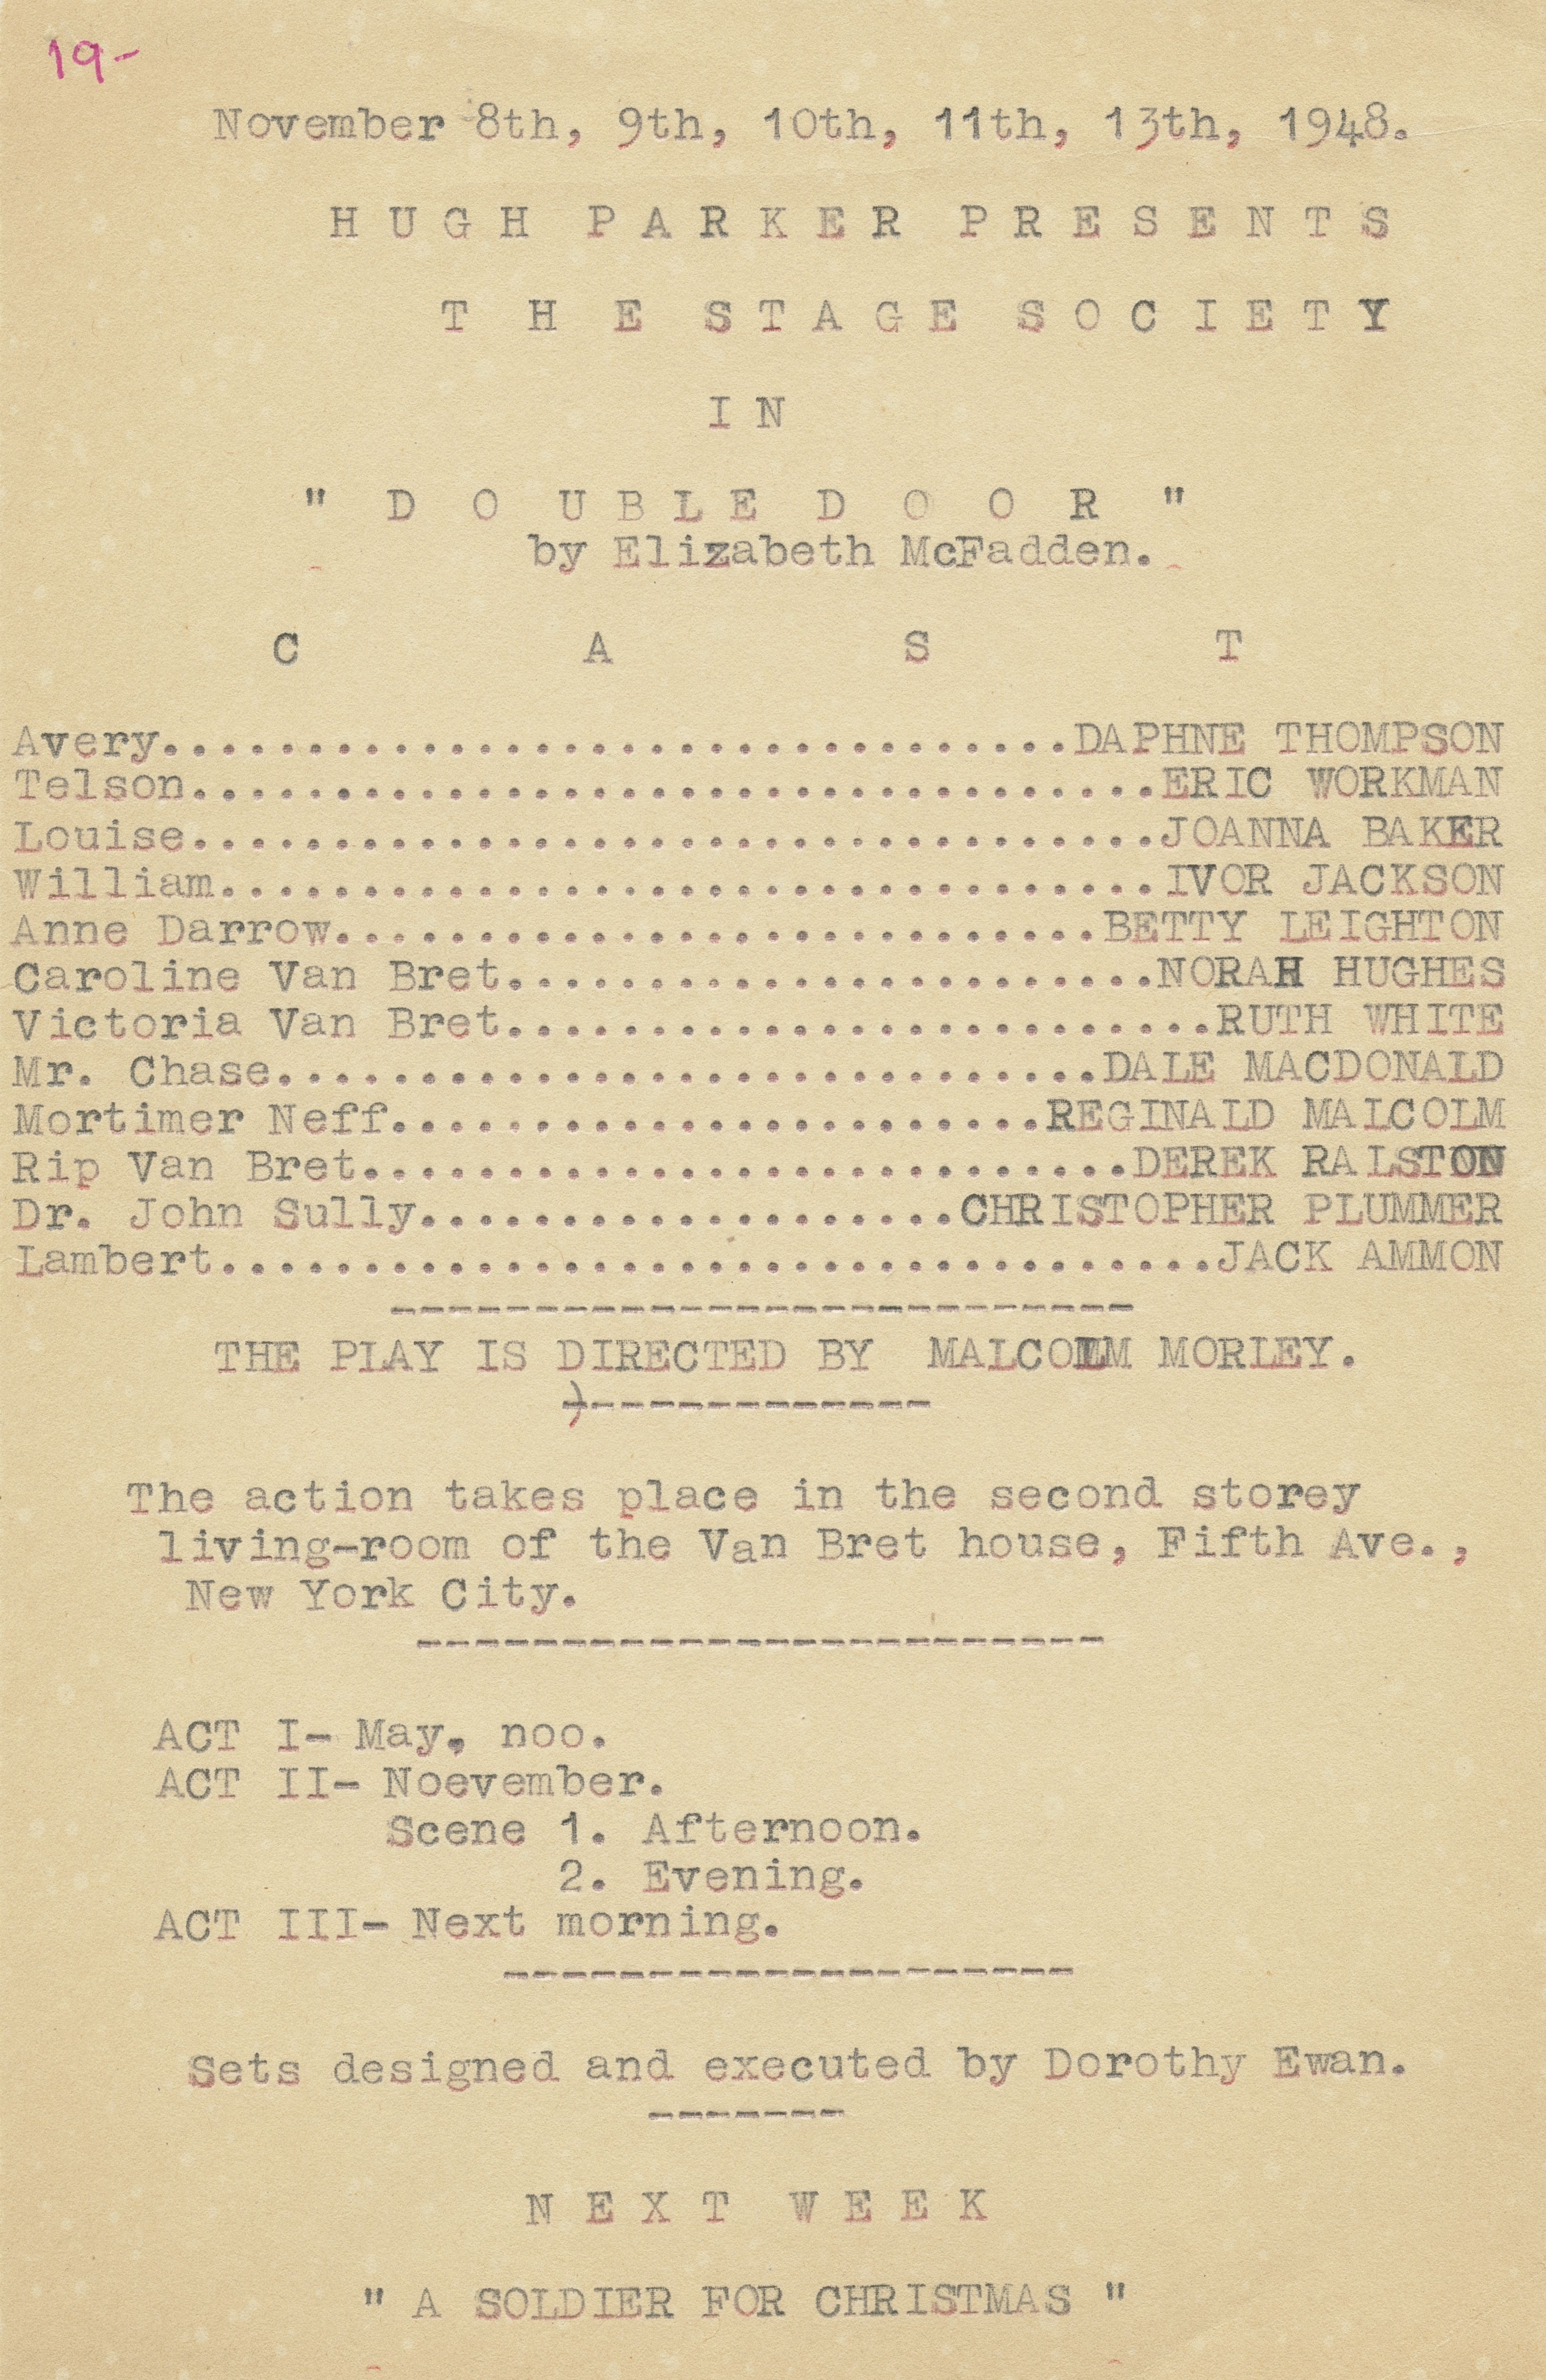 19-
November 8th, 9th, 10th, 11th, 13th, 1948.
H U G H  P A R K E R  P R E S E N T S
T H E  S T A G E  S O C I E T Y
I N
" D O U B L E  D O O R "
by Elizabeth McFadden.
C A S T
Avery...............................DAPHNE THOMPSON
Telson.................................ERIC WORKMAN
Louise.................................JOANNA BAKER
William................................IVOR JACKSON
Anne Darrow..........................BETTY LEIGHTON
Caroline Van Bret......................NORAH HUGHES
Victoria Van Bret........................RUTH WHITE
Mr. Chase............................DALE MACDONALD
Mortimer Neff......................REGINALD MALCOLM
Rip Van Bret..........................DEREK RALSTON
Dr. John Sully..................CHRISTOPHER PLUMMER
Lambert..................................JACK AMMON
--------------------------
THE PLAY IS DIRECTED BY  MALCOLM MORLEY.
)-------------
The action takes place in the second storey
living-room of the Van Bret house, Fifth Ave.,
New York City.
------------------------
ACT I- May, noo.
ACT II- Noevember.
Scene 1. Afternoon.
2. Evening.
ACT III- Next morning.
--------------------
Sets designed and executed by Dorothy Ewan.
-------
N E X T  W E E K
" A SOLDIER FOR CHRISTMAS "